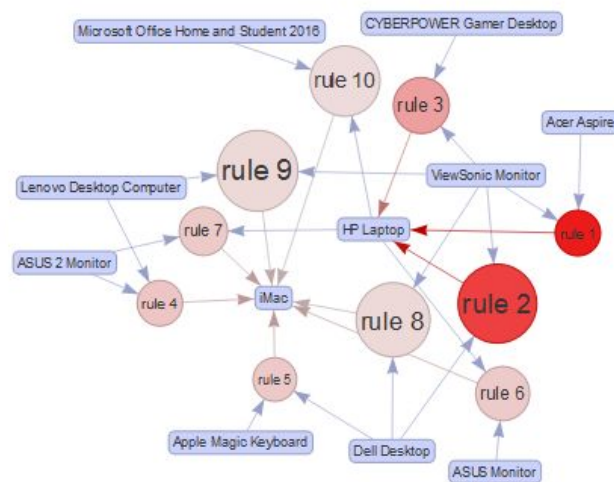 CYBERPOWER Gamer Desktop
Microsoft Office Home and Student 2016
rule 10
rule 3
Acer Aspire
rule 9
ViewSonic Monitor
Lenovo Desktop Computer
rule 7
HP Laptop
rule 1
ASUS 2 Monitor
rule 4
iMac
rule 8
rule 2
rule 5
rule 6
Apple Magic Keyboard
Dell Desktop
ASUS Monitor